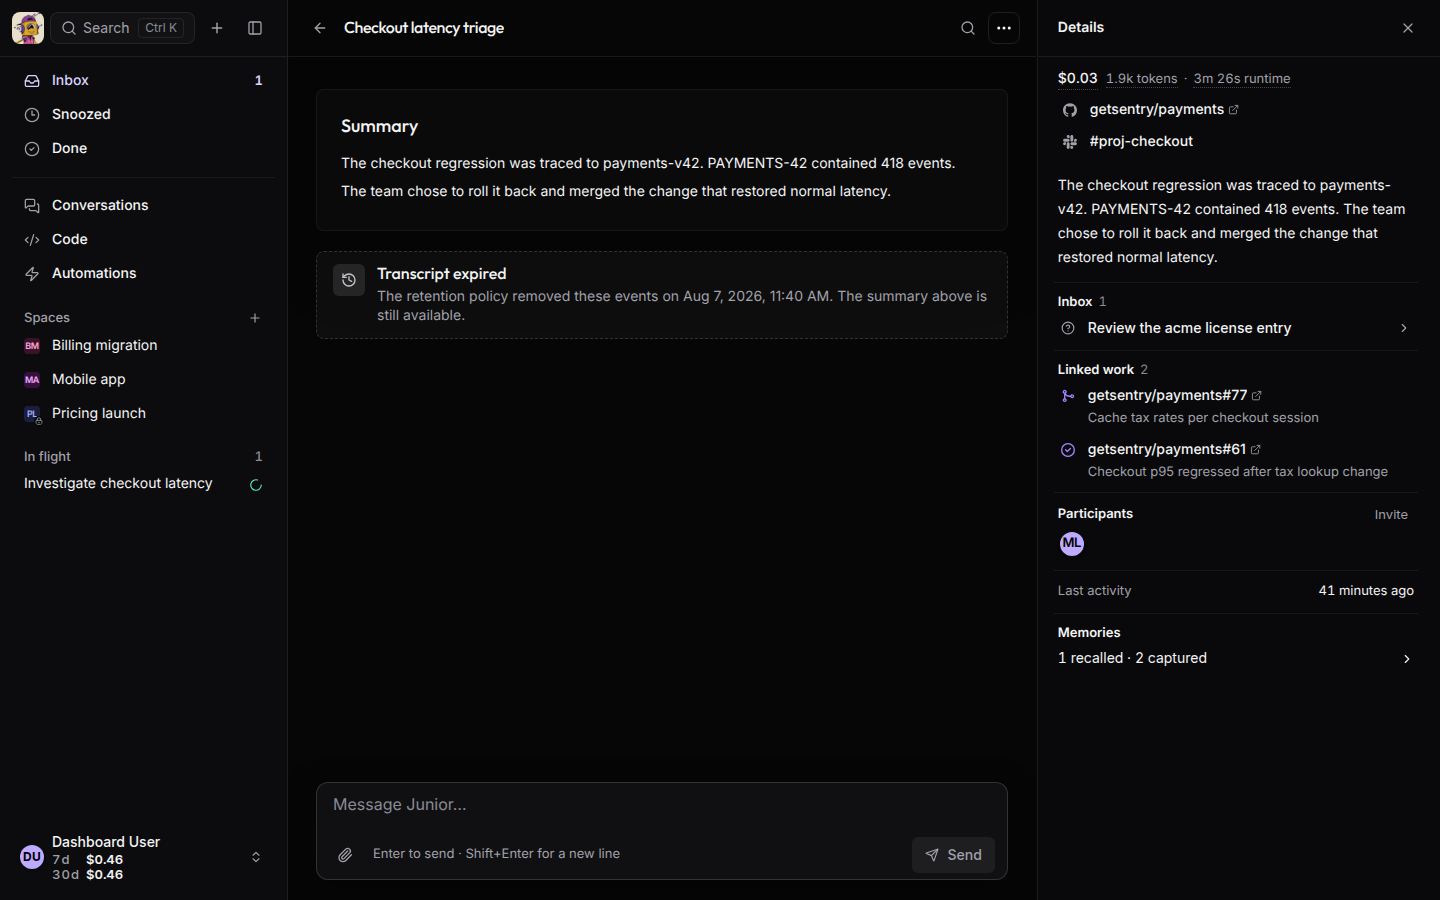 Search Ctrl K
Inbox 1
Snoozed
Done
Conversations
Code
Automations
Spaces
BM Billing migration
MA Mobile app
PL Pricing launch
In flight 1
Investigate checkout latency
DU Dashboard User
7d $0.46
30d $0.46
Checkout latency triage
Summary
The checkout regression was traced to payments-v42. PAYMENTS-42 contained 418 events.
The team chose to roll it back and merged the change that restored normal latency.
Transcript expired
The retention policy removed these events on Aug 7, 2026, 11:40 AM. The summary above is
still available.
Message Junior...
Enter to send · Shift+Enter for a new line
Send
Details
$0.03 1.9k tokens · 3m 26s runtime
getsentry/payments
#proj-checkout
The checkout regression was traced to payments-
v42. PAYMENTS-42 contained 418 events. The team
chose to roll it back and merged the change that
restored normal latency.
Inbox 1
Review the acme license entry
Linked work 2
getsentry/payments#77
Cache tax rates per checkout session
getsentry/payments#61
Checkout p95 regressed after tax lookup change
Participants Invite
ML
Last activity 41 minutes ago
Memories
1 recalled · 2 captured